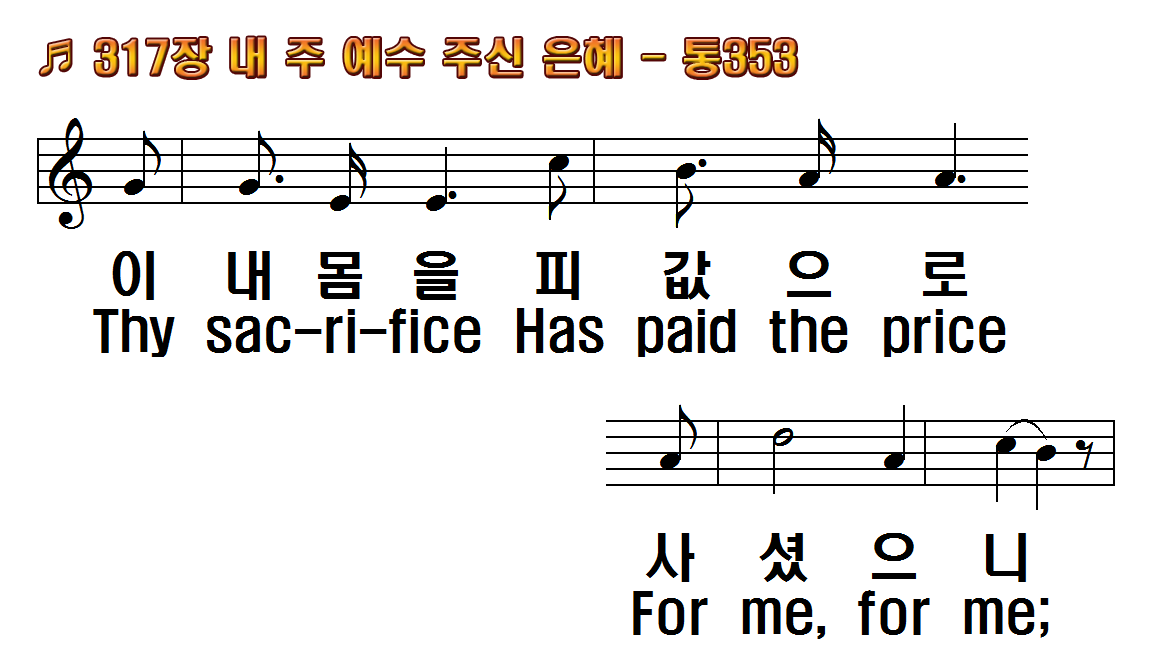 ♬ 317장 내 주 예수 주신 은혜 - 통353
이 내 몸 을 피 값 으 로
Thy sac-ri-fice Has paid the price
사 셨 으 니
For me, for me;